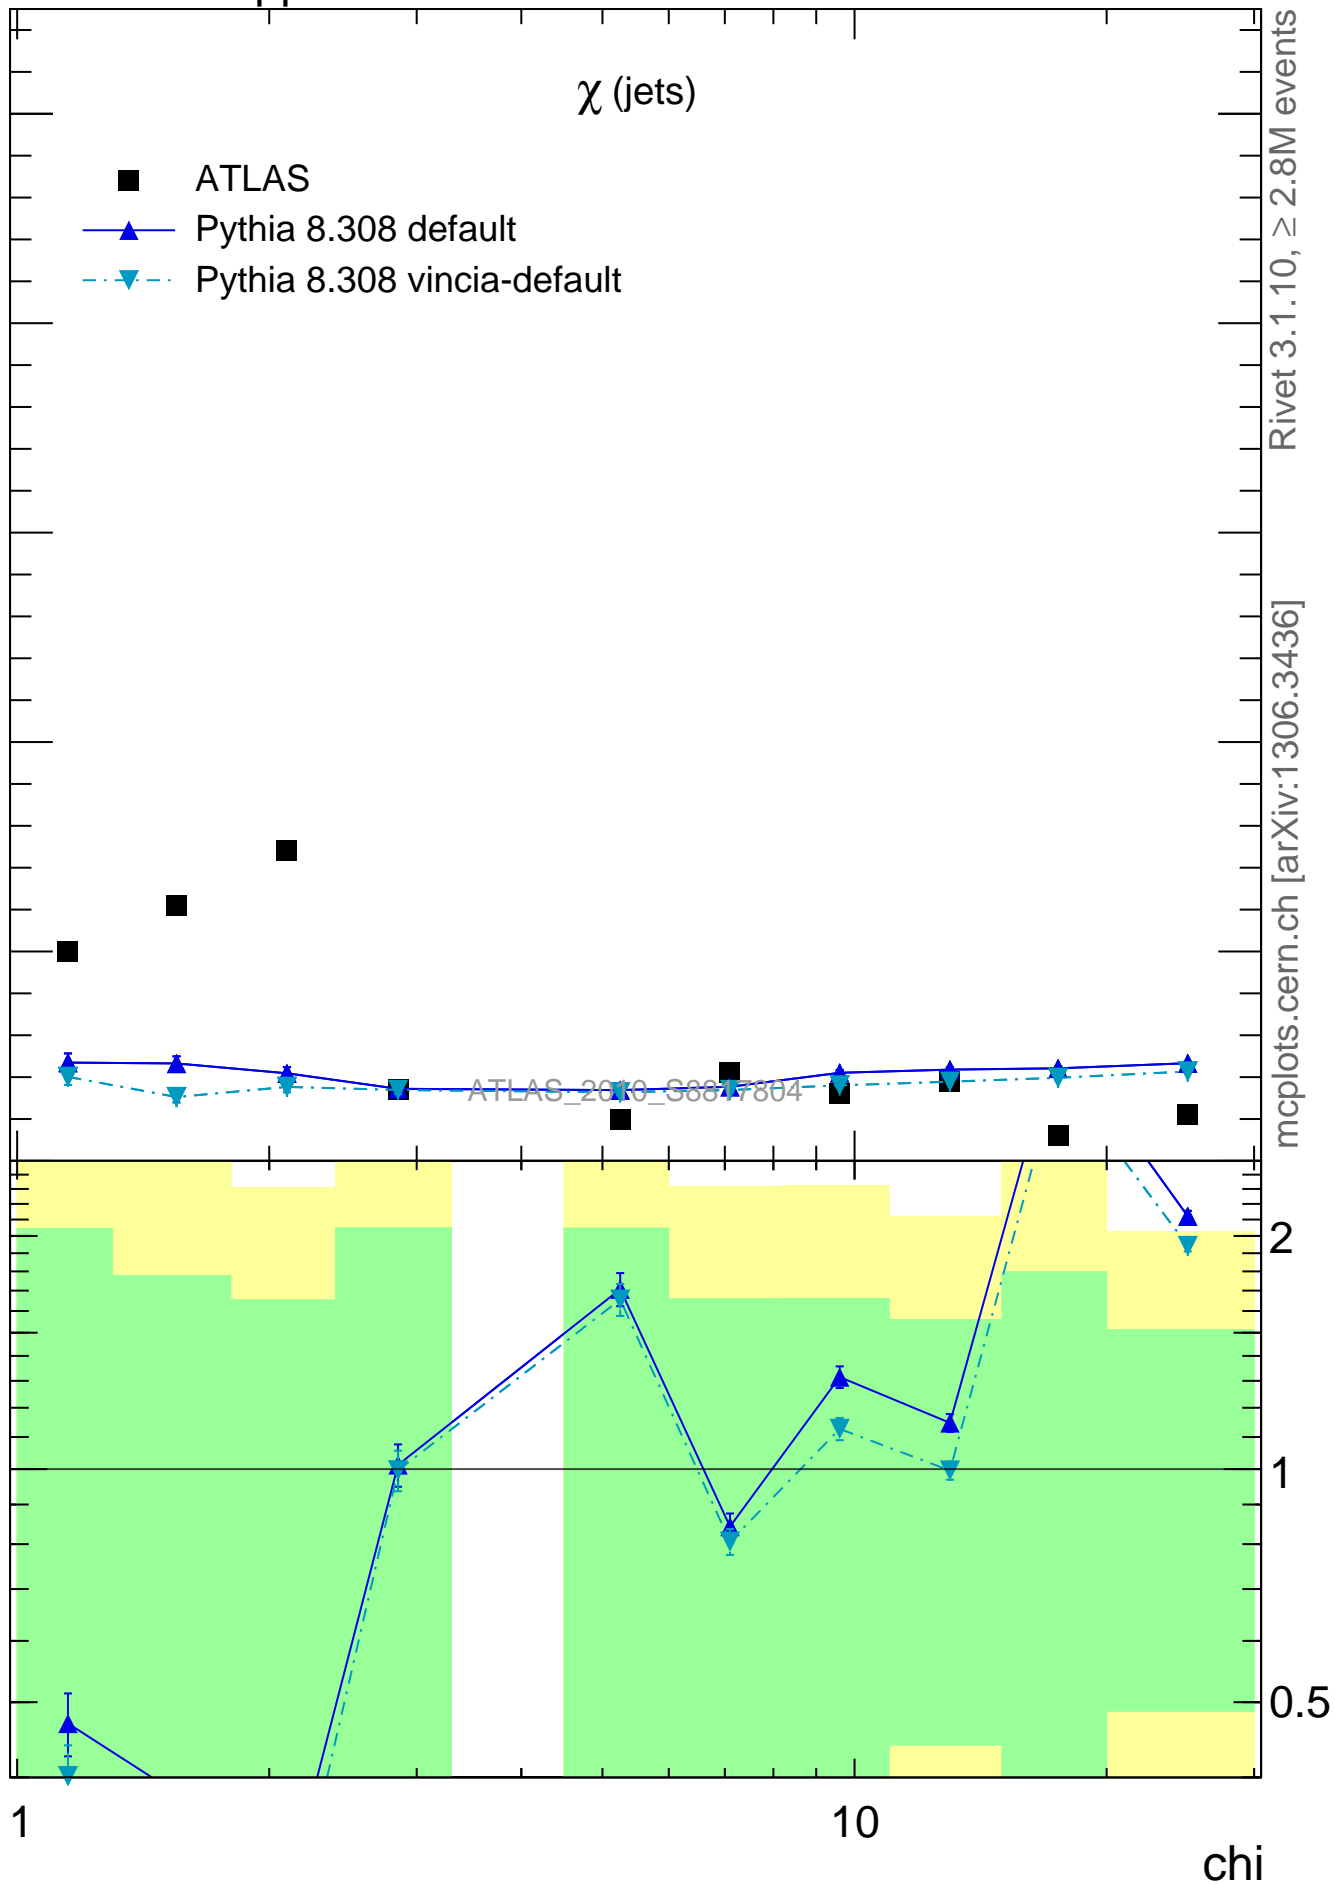 χ (jets)
ATLAS
Pythia 8.308 default
Pythia 8.308 vincia-default
ATLAS_2010_S8817804
Rivet 3.1.10, ≥ 2.8M events
mcplots.cern.ch [arXiv:1306.3436]
2
1
0.5
1
10
chi